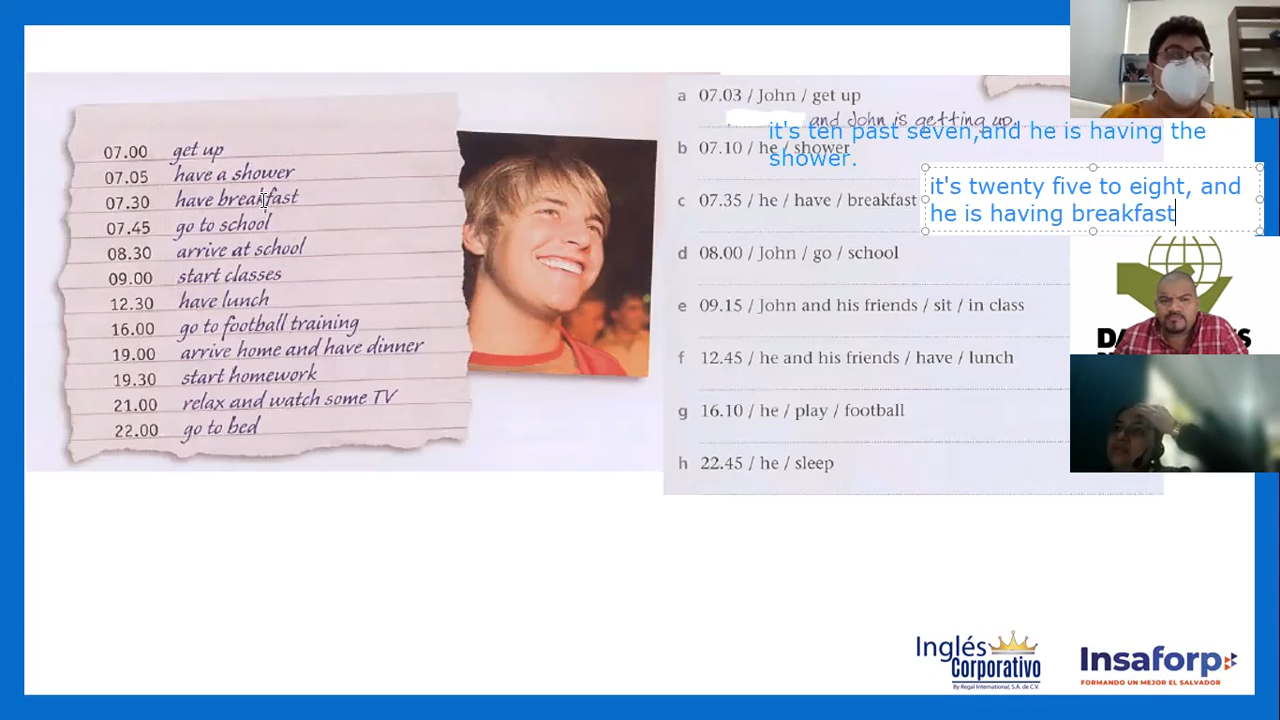 07.00 get up
07.05 have a shower
07.30 have breakfast
07.45 go to school
08.30 arrive at school
09.00 start classes
12.30 have lunch
16.00 go to football training
19.00 arrive home and have dinner
19.30 start homework
21.00 relax and watch some TV
22.00 go to bed
a 07.03 / John / get up
and John is getting up.
it's ten past seven,and he is having the
shower.
b 07.10 / he / shower
c 07.35 / he / have / breakfast
it's twenty five to eight, and
he is having breakfast
d 08.00 / John / go / school
e 09.15 / John and his friends / sit / in class
f 12.45 / he and his friends / have / lunch
g 16.10 / he / play / football
h 22.45 / he / sleep
Inglés
Corporativo
By Regal International, S.A. de C.V.
Insaforp
FORMANDO UN MEJOR EL SALVADOR